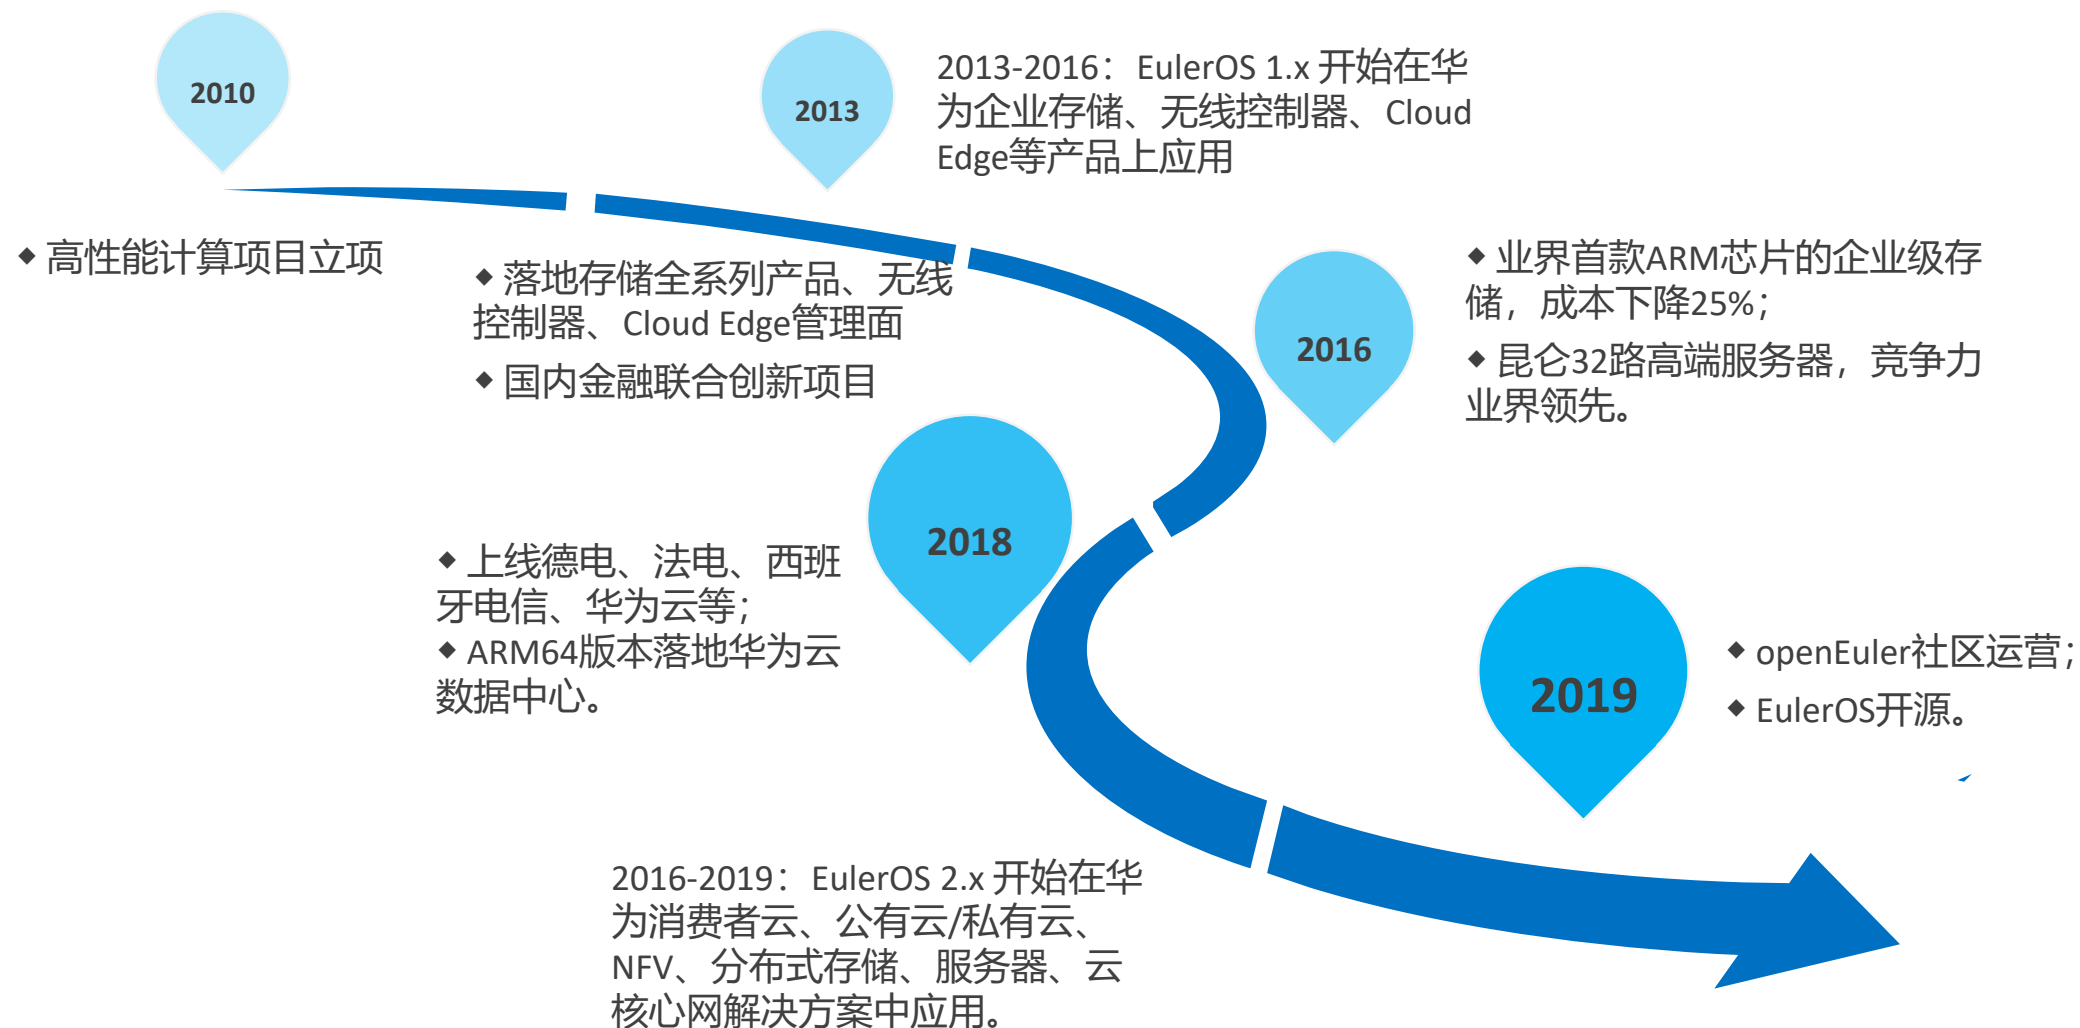 2010
◆ 高性能计算项目立项
2013
2013-2016：EulerOS 1.x 开始在华
为企业存储、无线控制器、Cloud
Edge等产品上应用
◆ 落地存储全系列产品、无线
控制器、Cloud Edge管理面
◆ 国内金融联合创新项目
2016
◆ 业界首款ARM芯片的企业级存
储，成本下降25%；
◆ 昆仑32路高端服务器，竞争力
业界领先。
2018
◆ 上线德电、法电、西班
牙电信、华为云等；
◆ ARM64版本落地华为云
数据中心。
2019
◆ openEuler社区运营；
◆ EulerOS开源。
2016-2019：EulerOS 2.x 开始在华
为消费者云、公有云/私有云、
NFV、分布式存储、服务器、云
核心网解决方案中应用。